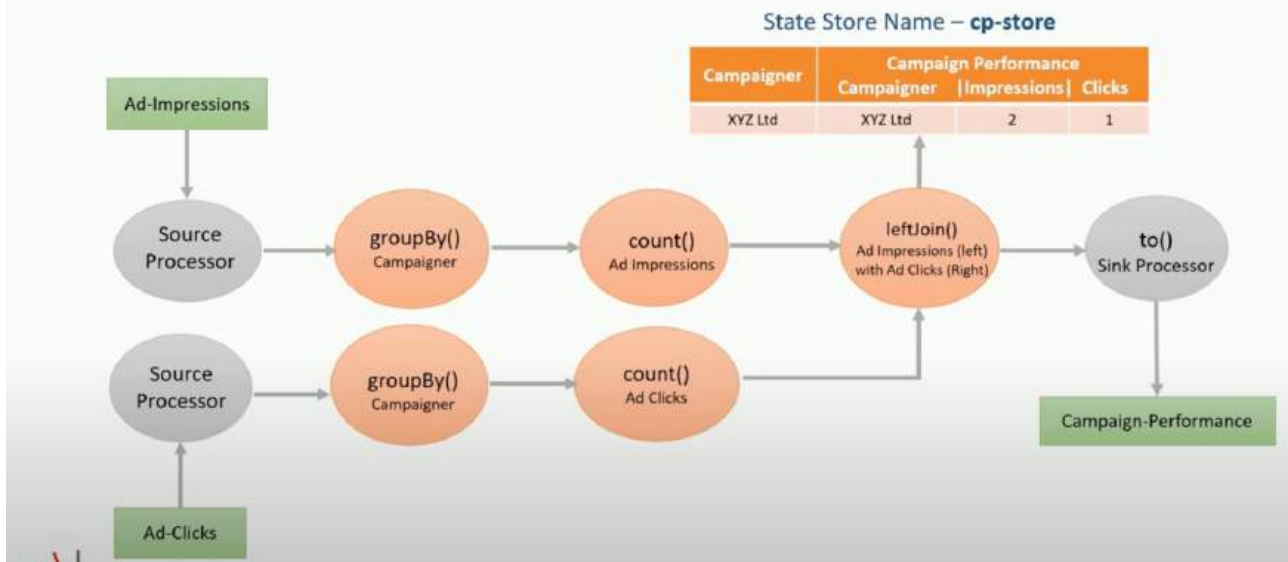 State Store Name – cp-store
Campaigner
Campaign Performance
Campaigner |Impressions| Clicks
XYZ Ltd XYZ Ltd 2 1
Ad-Impressions
Source
Processor
groupBy()
Campaigner
count()
Ad Impressions
leftJoin()
Ad Impressions (left)
with Ad Clicks (Right)
to()
Sink Processor
Source
Processor
groupBy()
Campaigner
count()
Ad Clicks
Campaign-Performance
Ad-Clicks